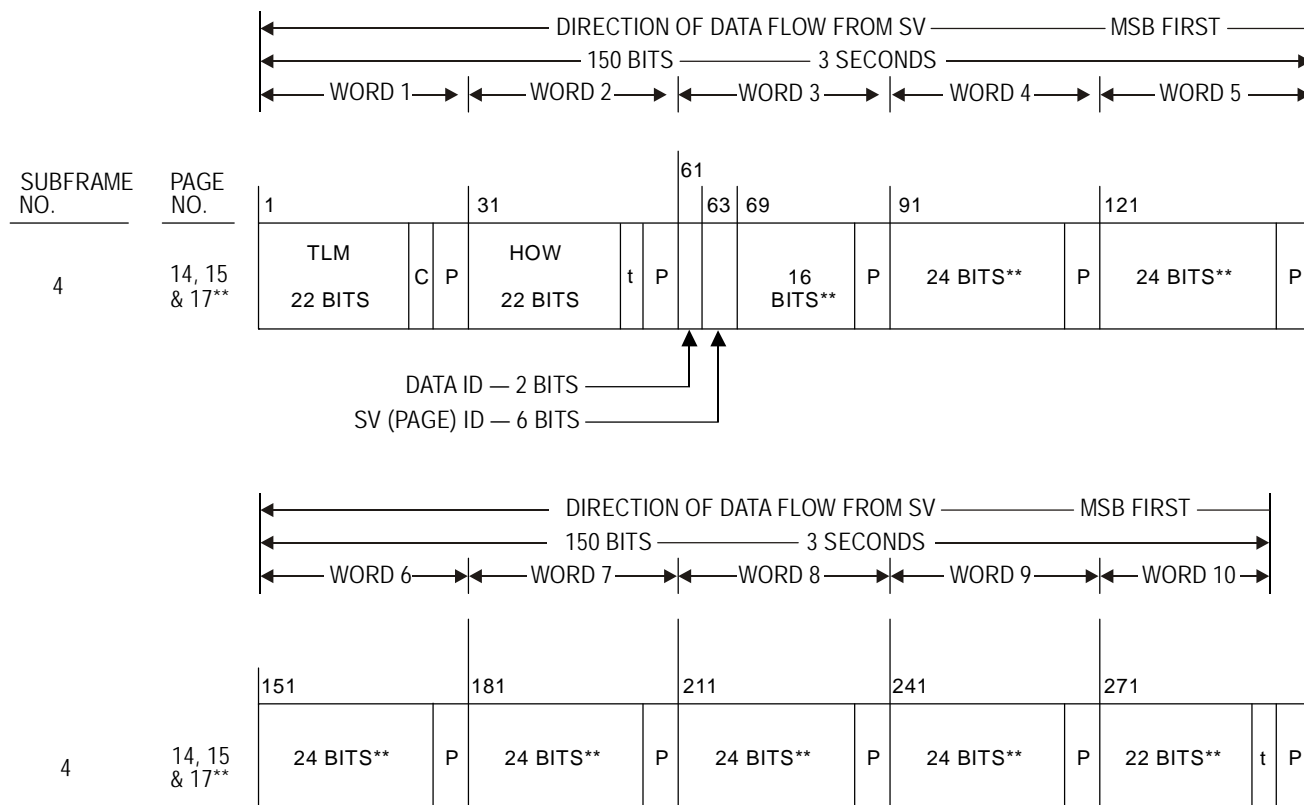 DIRECTION OF DATA FLOW FROM SV MSB FIRST
150 BITS 3 SECONDS
WORD 1 WORD 2 WORD 3 WORD 4 WORD 5
SUBFRAME NO.
PAGE NO.
61
1 31 63 69 91 121
4
14, 15 & 17**
TLM
22 BITS
C
P
HOW
22 BITS
t
P
16
BITS**
P
24 BITS**
P
24 BITS**
P
DATA ID — 2 BITS
SV (PAGE) ID — 6 BITS
DIRECTION OF DATA FLOW FROM SV MSB FIRST
150 BITS 3 SECONDS
WORD 6 WORD 7 WORD 8 WORD 9 WORD 10
151 181 211 241 271
4
14, 15 & 17**
24 BITS** P 24 BITS** P 24 BITS** P 24 BITS** P 22 BITS** t P